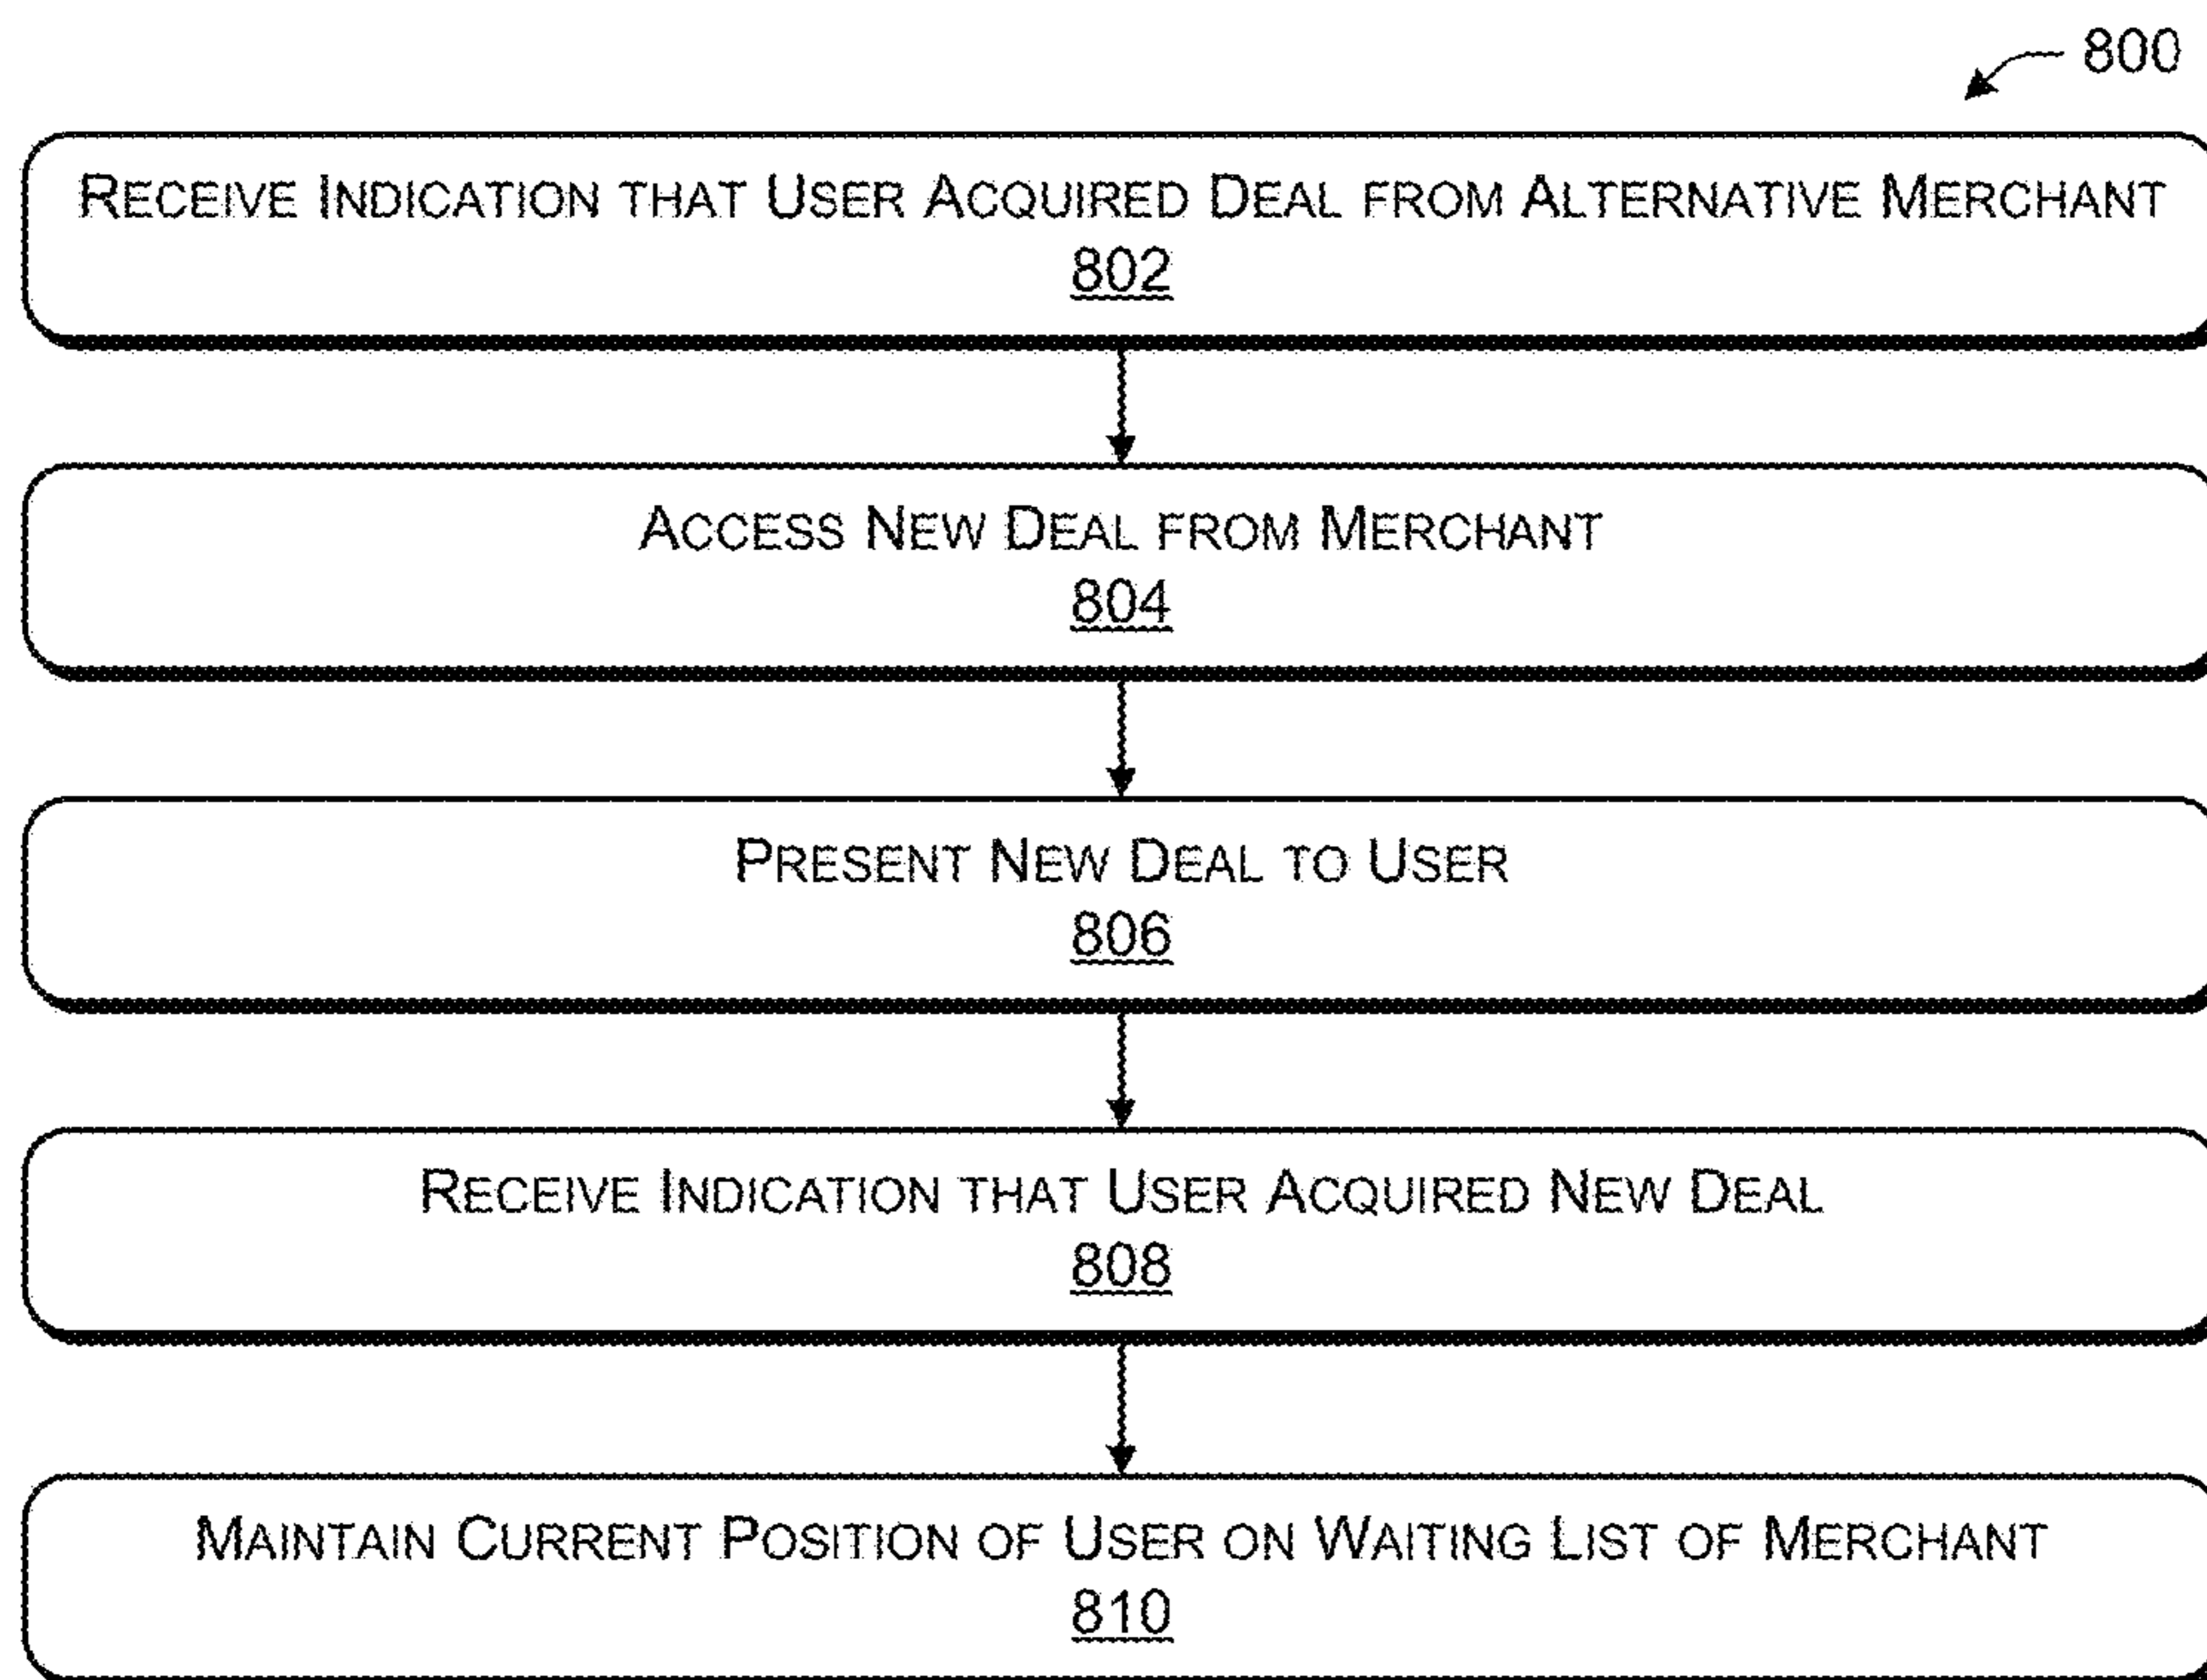 800
RECEIVE INDICATION THAT USER ACQUIRED DEAL FROM ALTERNATIVE MERCHANT
802
ACCESS NEW DEAL FROM MERCHANT
804
PRESENT NEW DEAL TO USER
806
RECEIVE INDICATION THAT USER ACQUIRED NEW DEAL
808
MAINTAIN CURRENT POSITION OF USER ON WAITING LIST OF MERCHANT
810